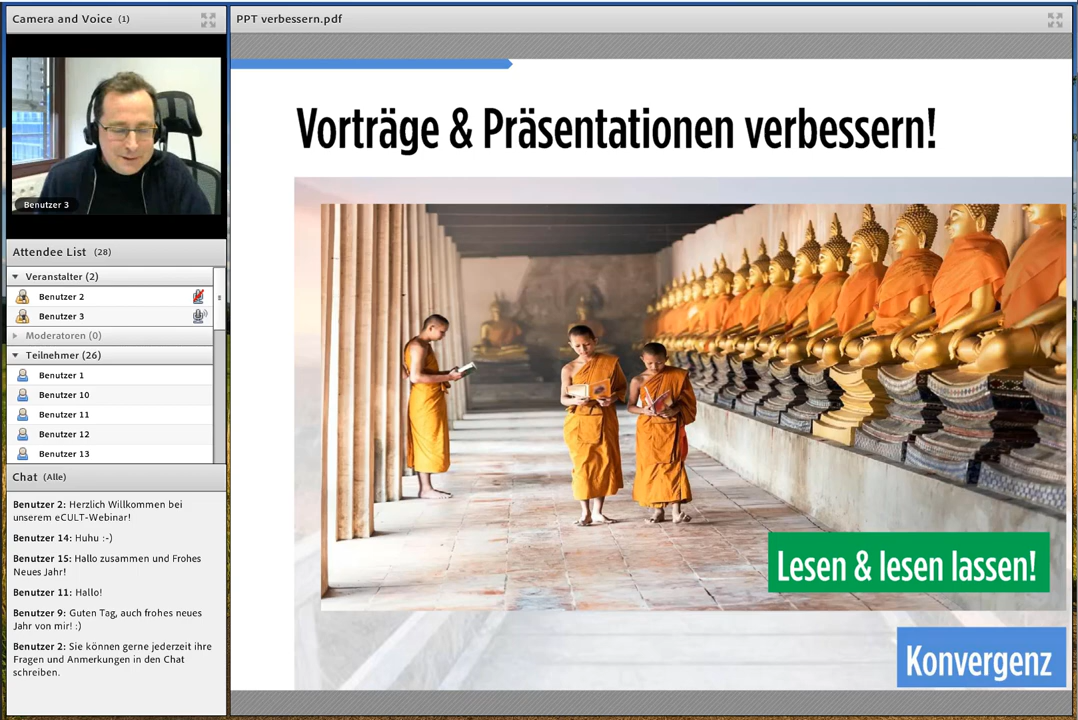 Camera and Voice (1)
Benutzer 3
Attendee List (28)
Veranstalter (2)
Benutzer 2
Benutzer 3
Moderatoren (0)
Teilnehmer (26)
Benutzer 1
Benutzer 10
Benutzer 11
Benutzer 12
Benutzer 13
Chat (Alle)
Benutzer 2: Herzlich Willkommen bei
unserem eCULT-Webinar!
Benutzer 14: Huhu :-)
Benutzer 15: Hallo zusammen und Frohes
Neues Jahr!
Benutzer 11: Hallo!
Benutzer 9: Guten Tag, auch frohes neues
Jahr von mir! :)
Benutzer 2: Sie können gerne jederzeit ihre
Fragen und Anmerkungen in den Chat
schreiben.
PPT verbessern.pdf
Vorträge & Präsentationen verbessern!
Lesen & lesen lassen!
Konvergenz